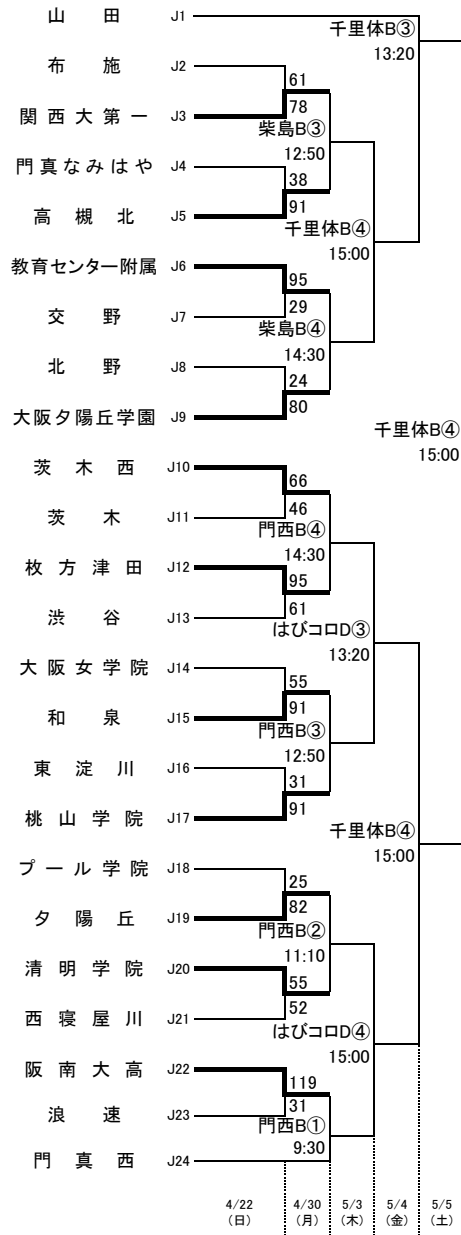 山田 J1
千里体B③
13:20
布施 J2
61
関西大第一 J3
78
柴島B③
12:50
門真なみはや J4
38
高槻北 J5
91
千里体B④
15:00
教育センター附属 J6
95
交野 J7
29
柴島B④
14:30
北野 J8
24
大阪夕陽丘学園 J9
80
千里体B④
15:00
茨木西 J10
66
茨木 J11
46
門西B④
14:30
枚方津田 J12
95
渋谷 J13
61
はびコロD③
13:20
大阪女学院 J14
55
和泉 J15
91
門西B③
12:50
東淀川 J16
31
桃山学院 J17
91
千里体B④
15:00
プール学院 J18
25
夕陽丘 J19
82
門西B②
11:10
清明学院 J20
55
西寝屋川 J21
52
はびコロD④
15:00
阪南大高 J22
119
浪速 J23
31
門西B①
9:30
門真西 J24
4/22 4/30 5/3 5/4 5/5
(日) (月) (木) (金) (土)